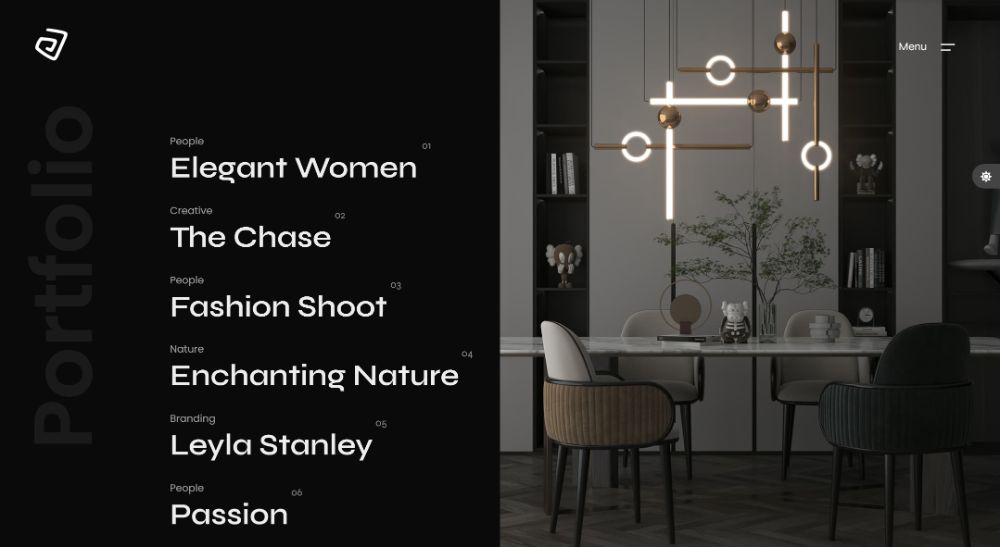 Menu
Portfolio
People
Elegant Women 01
Creative
The Chase 02
People
Fashion Shoot 03
Nature
Enchanting Nature 04
Branding
Leyla Stanley 05
People
Passion 06